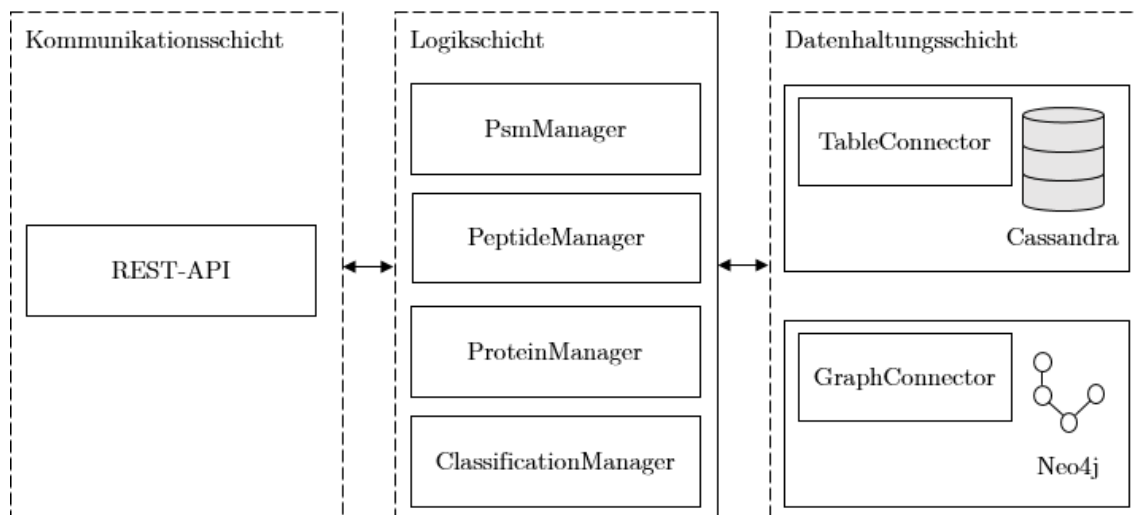 Kommunikationsschicht
REST-API
Logikschicht
PsmManager
PeptideManager
ProteinManager
ClassificationManager
Datenhaltungsschicht
TableConnector
Cassandra
GraphConnector
Neo4j